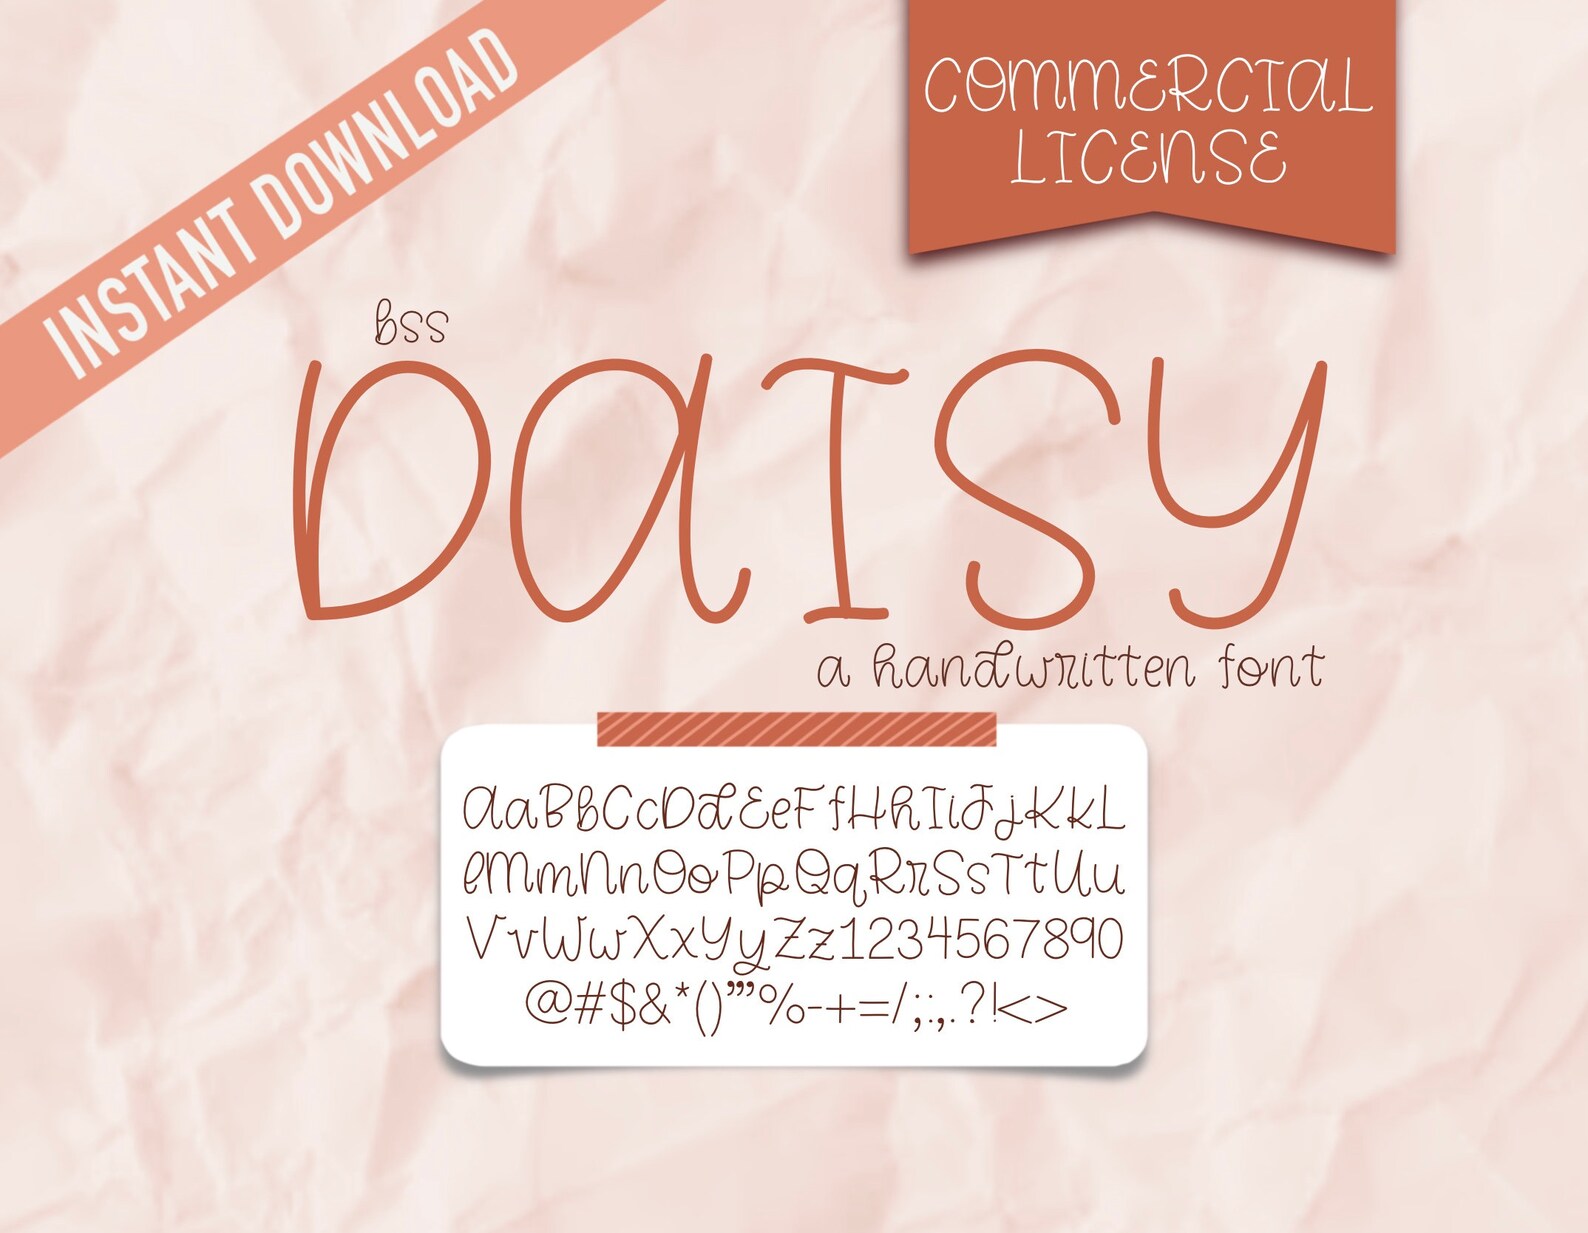 INSTANT DOWNLOAD
COMMERCIAL
LICENSE
bss
DAISY
a handwritten font
AaBbCcDdEeFfHhIiJjKkL
lMmNnOoPpQqRrSsTtUu
VvWwXxYyZz1234567890
@#$&*()'"%-+=/;:,.?!<>